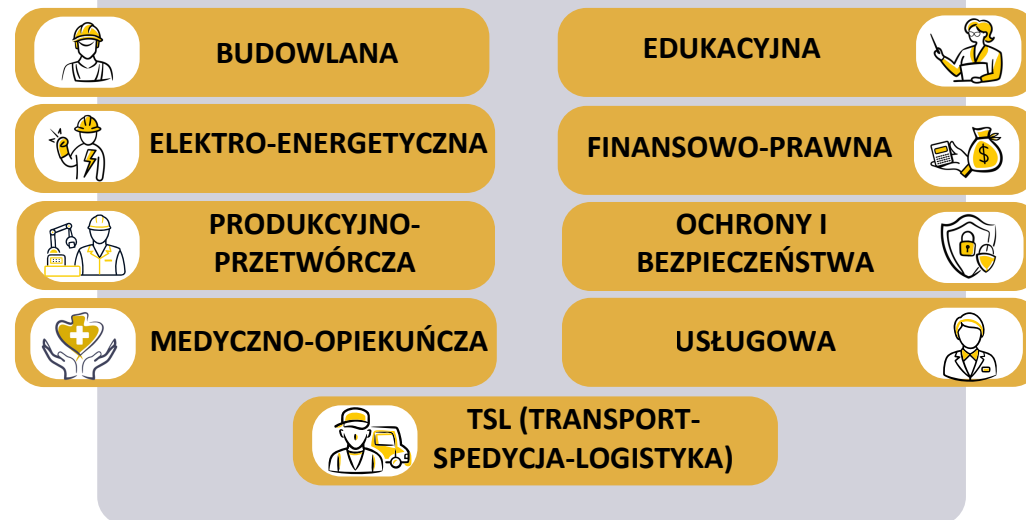 BUDOWLANA
EDUKACYJNA
ELEKTRO-ENERGETYCZNA
FINANSOWO-PRAWNA
PRODUKCYJNO-
PRZETWÓRCZA
OCHRONY I
BEZPIECZEŃSTWA
MEDYCZNO-OPIEKUŃCZA
USŁUGOWA
TSL (TRANSPORT-
SPEDYCJA-LOGISTYKA)